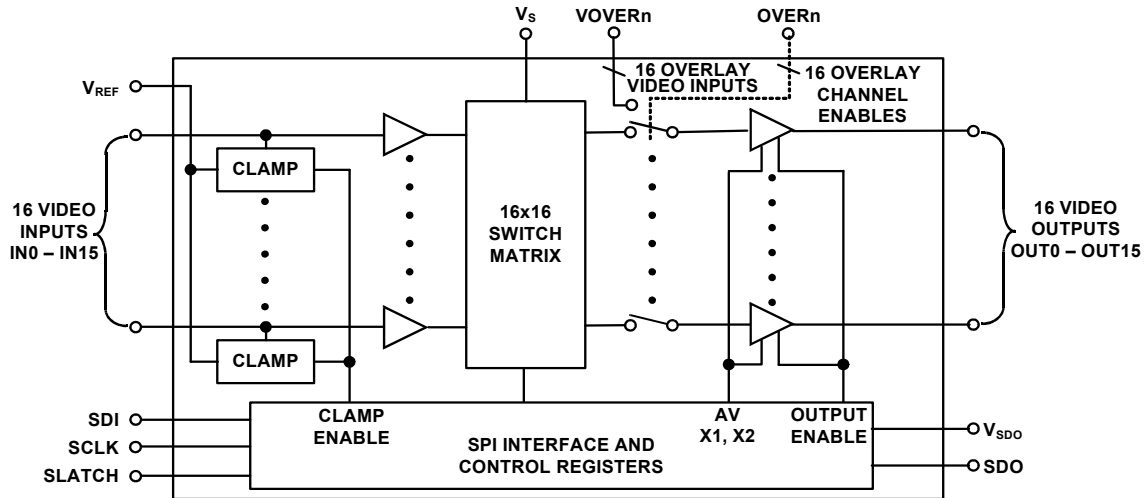 VS
VOVERn
OVERn
16 OVERLAY
VIDEO INPUTS
16 OVERLAY
CHANNEL
ENABLES
VREF
CLAMP
16 VIDEO
INPUTS
IN0 – IN15
16x16
SWITCH
MATRIX
16 VIDEO
OUTPUTS
OUT0 – OUT15
CLAMP
SDI
SCLK
SLATCH
CLAMP
ENABLE
SPI INTERFACE AND
CONTROL REGISTERS
AV
X1, X2
OUTPUT
ENABLE
VSDO
SDO